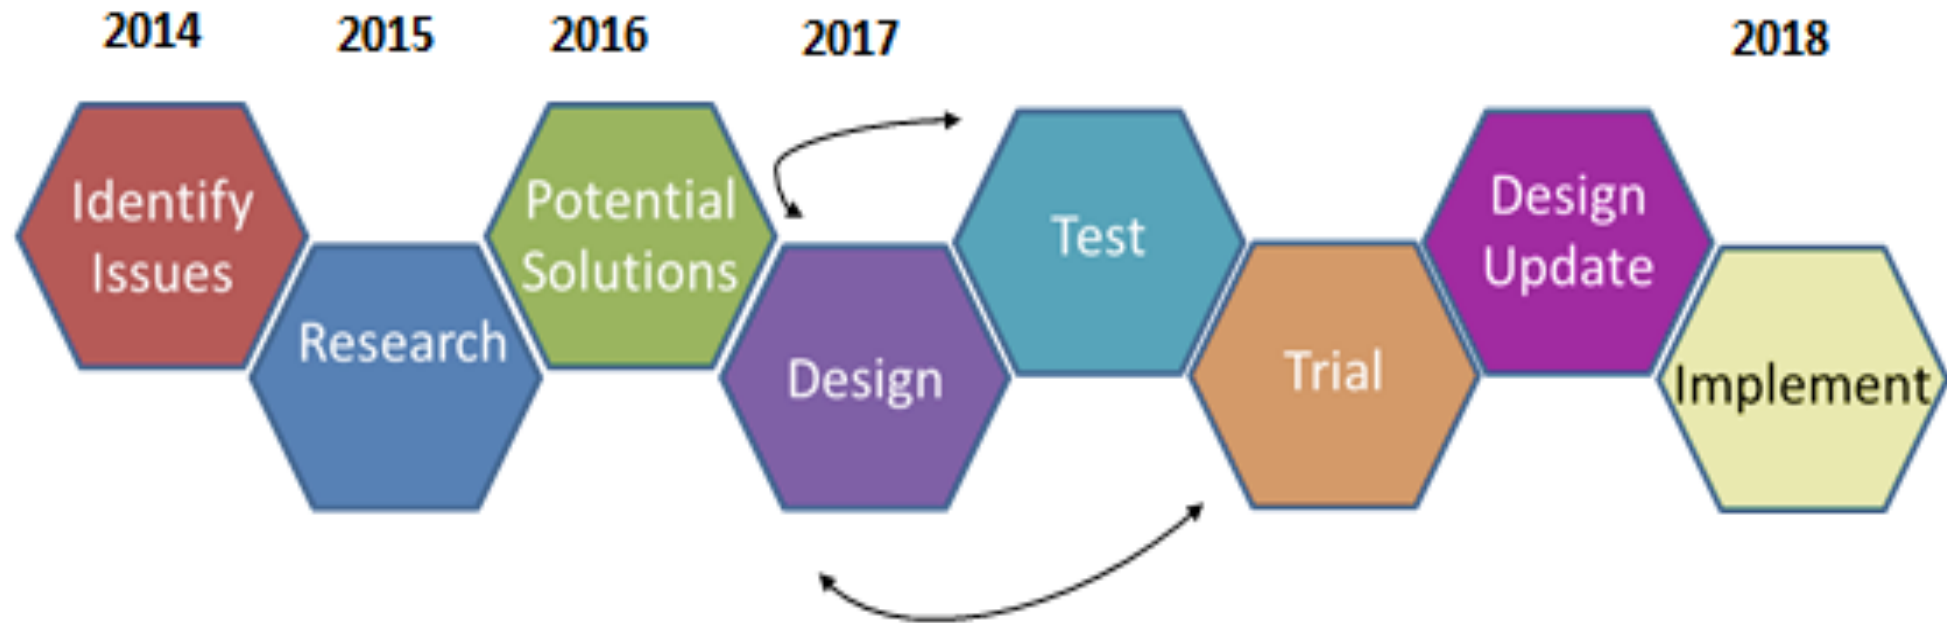 2014
2015
2016
2017
2018
Identify
Issues
Research
Potential
Solutions
Design
Test
Trial
Design
Update
Implement